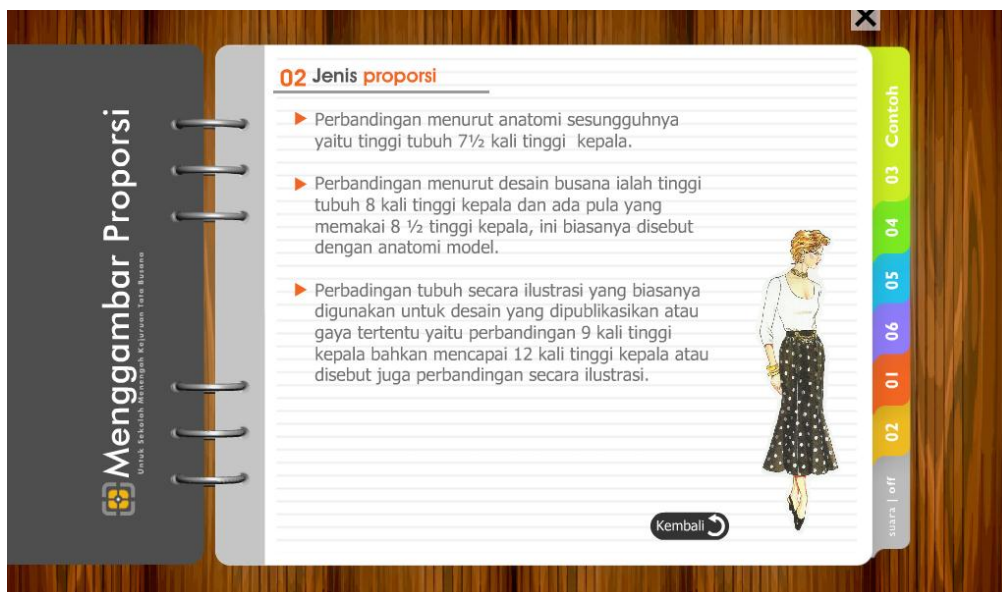 Menggambar Proporsi
Untuk Sekolah Menengah Kejuruan Tata Busana
02 Jenis proporsi
Perbandingan menurut anatomi sesungguhnya
yaitu tinggi tubuh 7½ kali tinggi kepala.
Perbandingan menurut desain busana ialah tinggi
tubuh 8 kali tinggi kepala dan ada pula yang
memakai 8 ½ tinggi kepala, ini biasanya disebut
dengan anatomi model.
Perbadingan tubuh secara ilustrasi yang biasanya
digunakan untuk desain yang dipublikasikan atau
gaya tertentu yaitu perbandingan 9 kali tinggi
kepala bahkan mencapai 12 kali tinggi kepala atau
disebut juga perbandingan secara ilustrasi.
Kembali
03 Contoh
04
05
06
01
02
suara | off